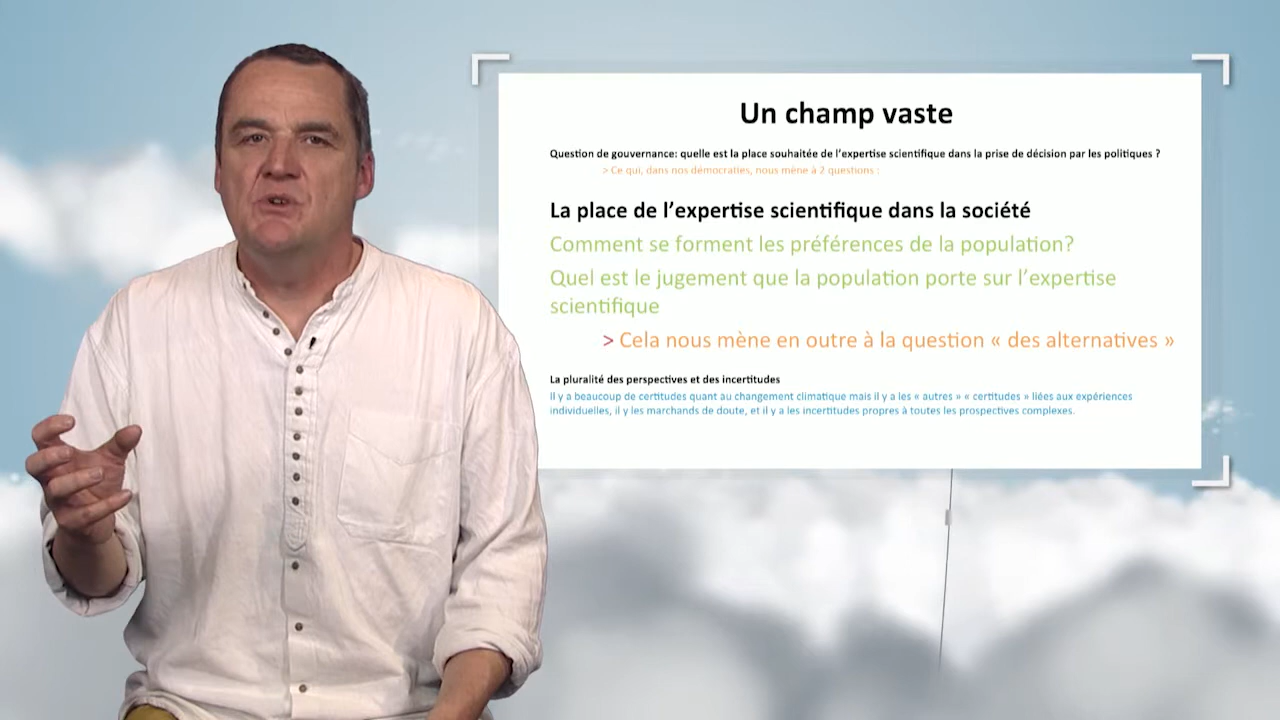 Un champ vaste
Question de gouvernance: quelle est la place souhaitée de l'expertise scientifique dans la prise de décision par les politiques ?
> Ce qui, dans nos démocraties, nous mène à 2 questions :
La place de l'expertise scientifique dans la société
Comment se forment les préférences de la population?
Quel est le jugement que la population porte sur l'expertise
scientifique
> Cela nous mène en outre à la question « des alternatives »
La pluralité des perspectives et des incertitudes
Il y a beaucoup de certitudes quant au changement climatique mais il y a les « autres » « certitudes » liées aux expériences
individuelles, il y les marchands de doute, et il y a les incertitudes propres à toutes les prospectives complexes.